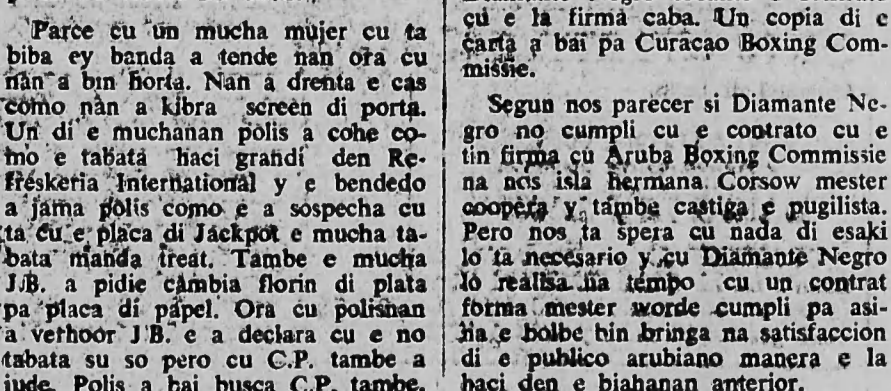 Parce cu un mucha mujer cu ta
biba ey banda a tende nan ora cu
nan a bin horta. Nan a drenta e cas
como nan a kibra screen di porta.
Un di e muchanan polis a cohe co-
mo e tabata haci grandi den Re-
freskeria International y e bendedo
a jama polis como e a sospecha cu
ta cu e placa di Jackpot e mucha ta-
bata manda treat. Tambe e mucha
J.B. a pidie cambia florin di plata
pa placa di papel. Ora cu polisnan
a verhoor J.B. e a declara cu e no
tabata su so pero cu C.P. tambe a
jude. Polis a bai busca C.P. tambe.
cu e la firma caba. Un copia di e
carta a bai pa Curacao Boxing Com-
missie.
Segun nos parecer si Diamante Ne-
gro no cumpli cu e contrato cu e
tin firma cu Aruba Boxing Commissie
na nos isla hermana Corsow mester
coopera y tambe castiga e pugilista.
Pero nos ta spera cu nada di esaki
lo ta necesario y cu Diamante Negro
lo realisa na tempo cu un contrat
forma mester worde cumpli pa asi-
na e bolbe bin bringa na satisfaccion
di e publico arubiano manera e la
haci den e biahanan anterior.